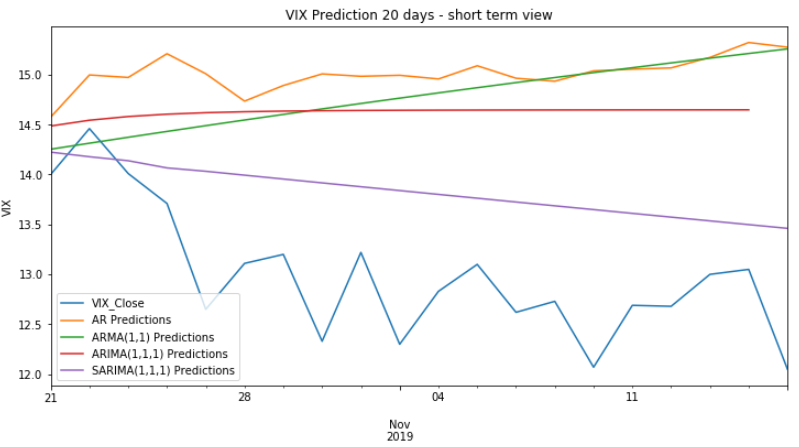 VIX Prediction 20 days - short term view
VIX
15.0
14.5
14.0
13.5
13.0
12.5
12.0
VIX_Close
AR Predictions
ARMA(1,1) Predictions
ARIMA(1,1,1) Predictions
SARIMA(1,1,1) Predictions
21 28 04 11
Nov
2019